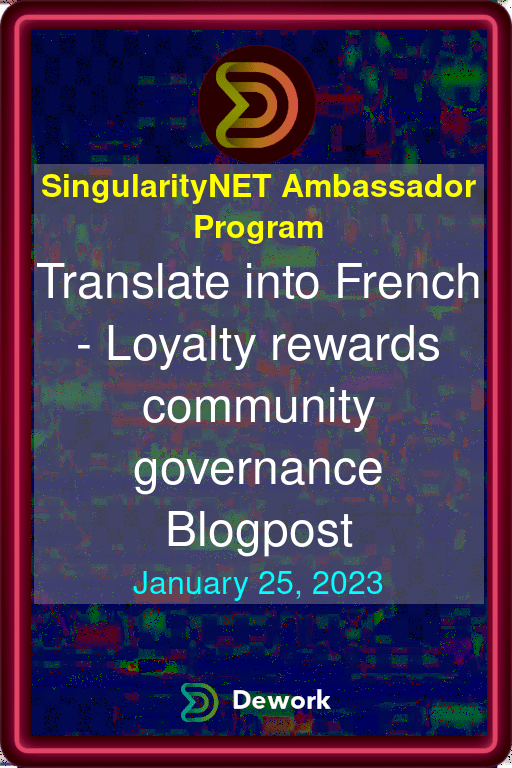 SingularityNET Ambassador
Program
Translate into French
- Loyalty rewards
community
governance
Blogpost
January 25, 2023
Dework